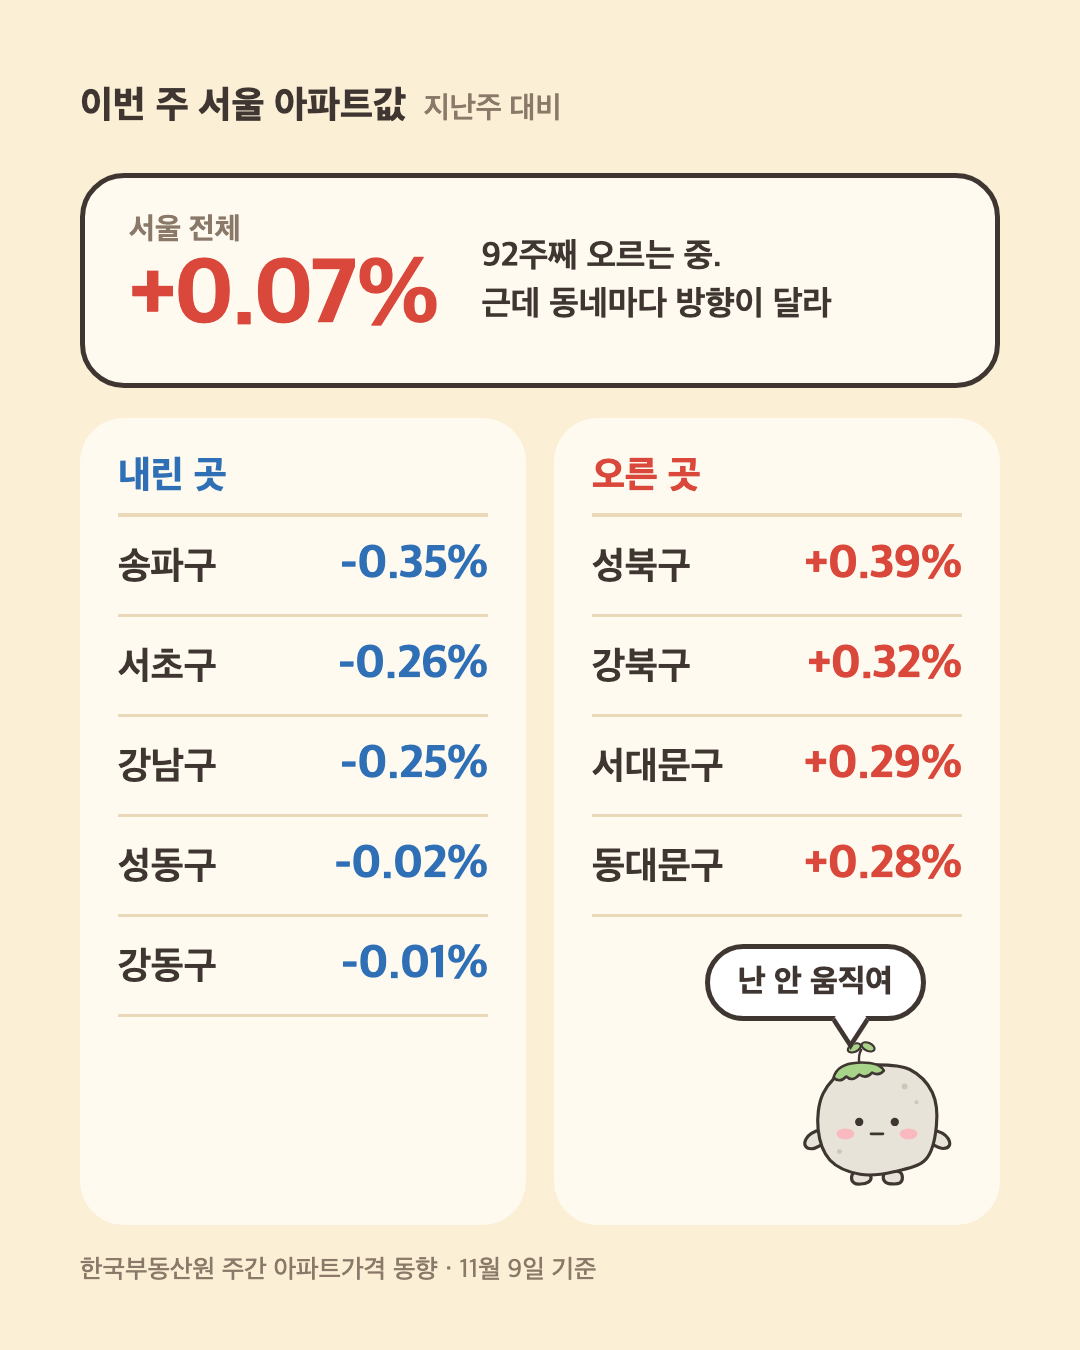 이번 주 서울 아파트값 지난주 대비
서울 전체
+0.07%
92주째 오르는 중.
근데 동네마다 방향이 달라
내린 곳
송파구 -0.35%
서초구 -0.26%
강남구 -0.25%
성동구 -0.02%
강동구 -0.01%
오른 곳
성북구 +0.39%
강북구 +0.32%
서대문구 +0.29%
동대문구 +0.28%
난 안 움직여
한국부동산원 주간 아파트가격 동향 · 11월 9일 기준